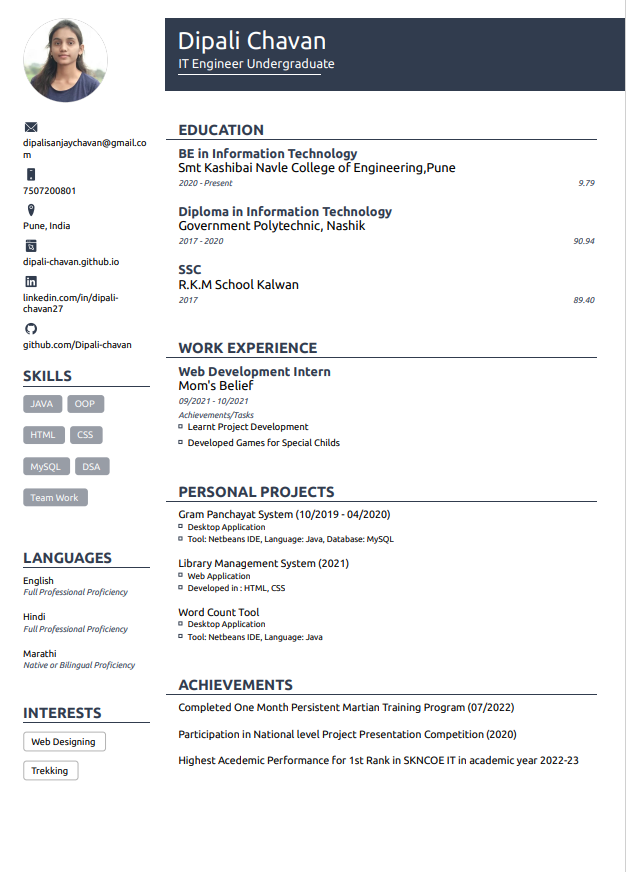 Dipali Chavan
IT Engineer Undergraduate
dipalisanjaychavan@gmail.co
m
7507200801
Pune, India
dipali-chavan.github.io
linkedin.com/in/dipali-
chavan27
github.com/Dipali-chavan
SKILLS
JAVA OOP
HTML CSS
MySQL DSA
Team Work
LANGUAGES
English
Full Professional Proficiency
Hindi
Full Professional Proficiency
Marathi
Native or Bilingual Proficiency
INTERESTS
Web Designing
Trekking
EDUCATION
BE in Information Technology
Smt Kashibai Navle College of Engineering,Pune
2020 - Present 9.79
Diploma in Information Technology
Government Polytechnic, Nashik
2017 - 2020 90.94
SSC
R.K.M School Kalwan
2017 89.40
WORK EXPERIENCE
Web Development Intern
Mom's Belief
09/2021 - 10/2021
Achievements/Tasks
Learnt Project Development
Developed Games for Special Childs
PERSONAL PROJECTS
Gram Panchayat System (10/2019 - 04/2020)
Desktop Application
Tool: Netbeans IDE, Language: Java, Database: MySQL
Library Management System (2021)
Web Application
Developed in : HTML, CSS
Word Count Tool
Desktop Application
Tool: Netbeans IDE, Language: Java
ACHIEVEMENTS
Completed One Month Persistent Martian Training Program (07/2022)
Participation in National level Project Presentation Competition (2020)
Highest Acedemic Performance for 1st Rank in SKNCOE IT in academic year 2022-23